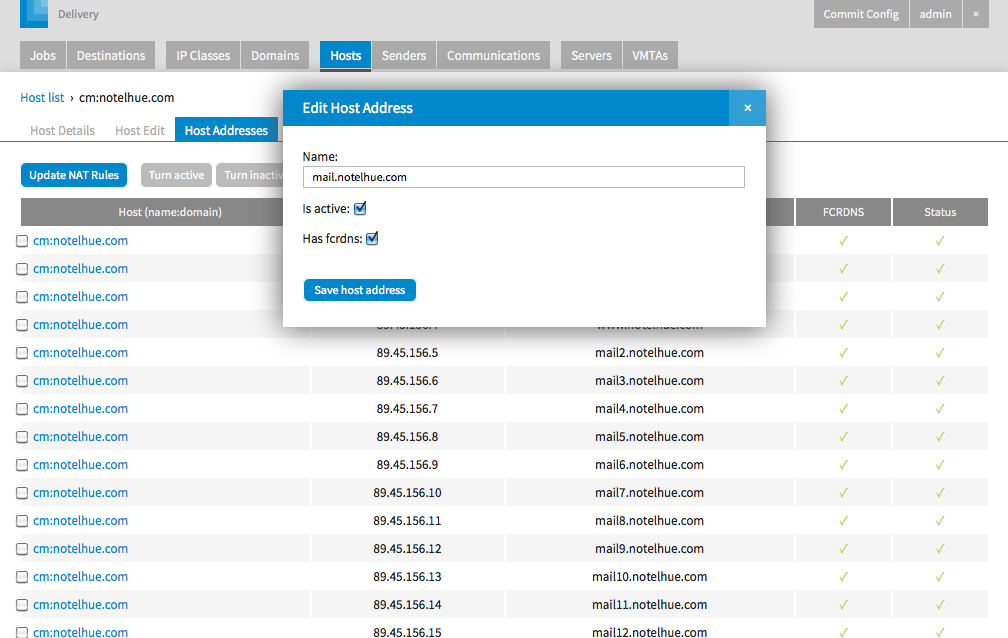 Delivery
Commit Config admin ×
Jobs Destinations IP Classes Domains Hosts Senders Communications Servers VMTAs
Host list › cm:notelhue.com
Host Details Host Edit Host Addresses
Edit Host Address ×
Name:
mail.notelhue.com
Is active:
Has fcrdns:
Save host address
Update NAT Rules Turn active Turn inactiv
Host (name:domain) FCRDNS Status
cm:notelhue.com ✓ ✓
cm:notelhue.com ✓ ✓
cm:notelhue.com ✓ ✓
cm:notelhue.com www.notelhue.com ✓ ✓
cm:notelhue.com 89.45.156.5 mail2.notelhue.com ✓ ✓
cm:notelhue.com 89.45.156.6 mail3.notelhue.com ✓ ✓
cm:notelhue.com 89.45.156.7 mail4.notelhue.com ✓ ✓
cm:notelhue.com 89.45.156.8 mail5.notelhue.com ✓ ✓
cm:notelhue.com 89.45.156.9 mail6.notelhue.com ✓ ✓
cm:notelhue.com 89.45.156.10 mail7.notelhue.com ✓ ✓
cm:notelhue.com 89.45.156.11 mail8.notelhue.com ✓ ✓
cm:notelhue.com 89.45.156.12 mail9.notelhue.com ✓ ✓
cm:notelhue.com 89.45.156.13 mail10.notelhue.com ✓ ✓
cm:notelhue.com 89.45.156.14 mail11.notelhue.com ✓ ✓
cm:notelhue.com 89.45.156.15 mail12.notelhue.com ✓ ✓